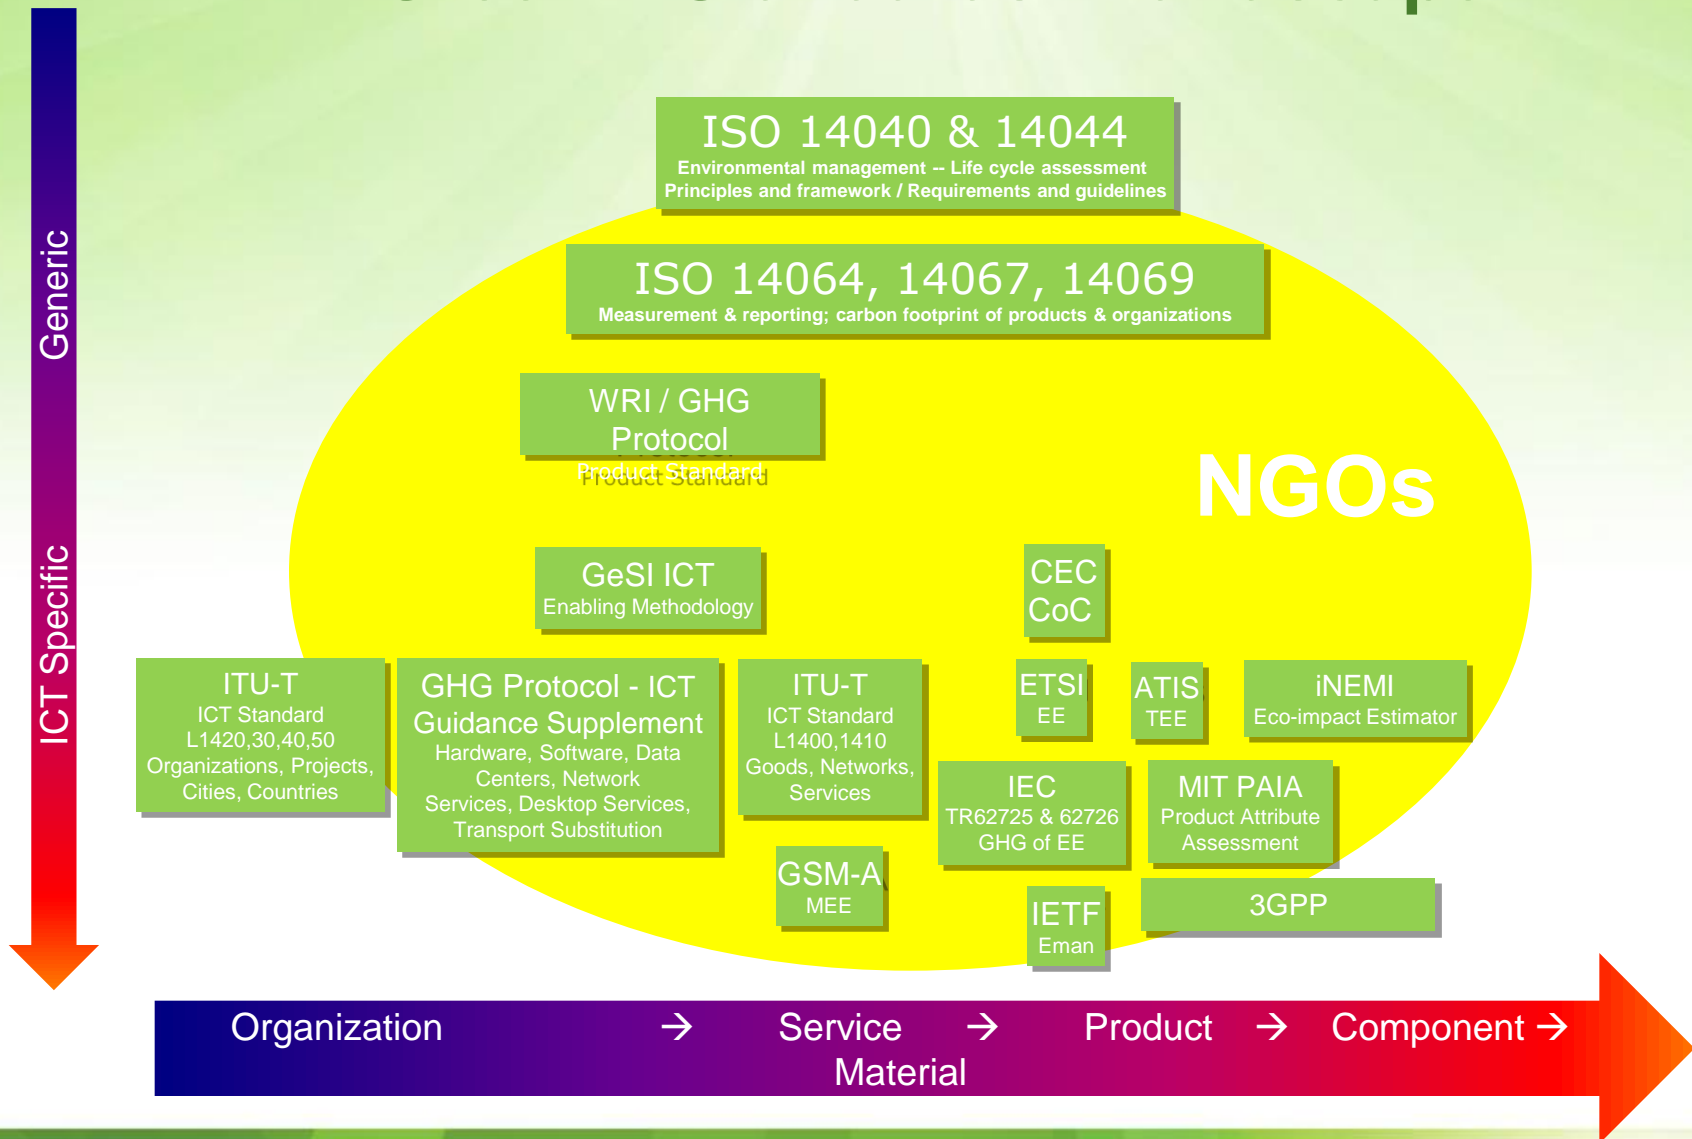 ISO 14040 & 14044
Environmental management -- Life cycle assessment
Principles and framework / Requirements and guidelines
ISO 14064, 14067, 14069
Measurement & reporting; carbon footprint of products & organizations
WRI / GHG
Protocol
Product Standard
NGOs
GeSI ICT
Enabling Methodology
CEC
CoC
ITU-T
ICT Standard
L1420,30,40,50
Organizations, Projects,
Cities, Countries
GHG Protocol - ICT
Guidance Supplement
Hardware, Software, Data
Centers, Network
Services, Desktop Services,
Transport Substitution
ITU-T
ICT Standard
L1400,1410
Goods, Networks,
Services
ETSI
EE
ATIS
TEE
iNEMI
Eco-impact Estimator
IEC
TR62725 & 62726
GHG of EE
MIT PAIA
Product Attribute
Assessment
GSM-A
MEE
IETF
Eman
3GPP
Generic
ICT Specific
Organization → Service → Product → Component →
Material